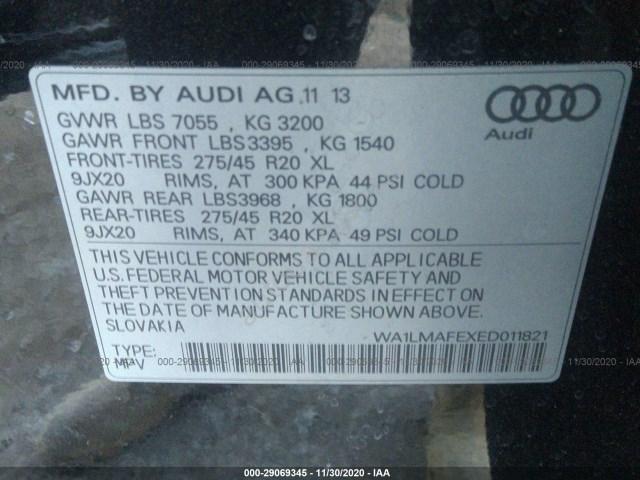 MFD. BY AUDI AG 11 13
GVWR LBS 7055 , KG 3200
GAWR FRONT LBS3395 , KG 1540
FRONT-TIRES 275/45 R20 XL
9JX20 RIMS, AT 300 KPA 44 PSI COLD
GAWR REAR LBS3968 , KG 1800
REAR-TIRES 275/45 R20 XL
9JX20 RIMS, AT 340 KPA 49 PSI COLD
Audi
THIS VEHICLE CONFORMS TO ALL APPLICABLE
U.S. FEDERAL MOTOR VEHICLE SAFETY AND
THEFT PREVENTION STANDARDS IN EFFECT ON
THE DATE OF MANUFACTURE SHOWN ABOVE.
SLOVAKIA
WA1LMAFEXED011821
TYPE:
MPV
000-29069345 - 11/30/2020 - IAA